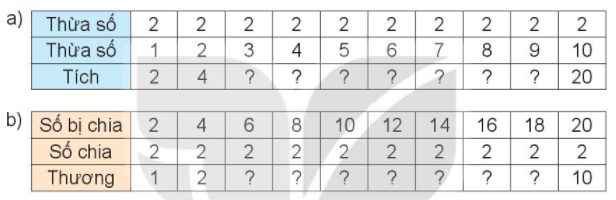 a) Thừa số 2 2 2 2 2 2 2 2 2 2
Thừa số 1 2 3 4 5 6 7 8 9 10
Tích 2 4 ? ? ? ? ? ? ? 20
b) Số bị chia 2 4 6 8 10 12 14 16 18 20
Số chia 2 2 2 2 2 2 2 2 2 2
Thương 1 2 ? ? ? ? ? ? ? 10